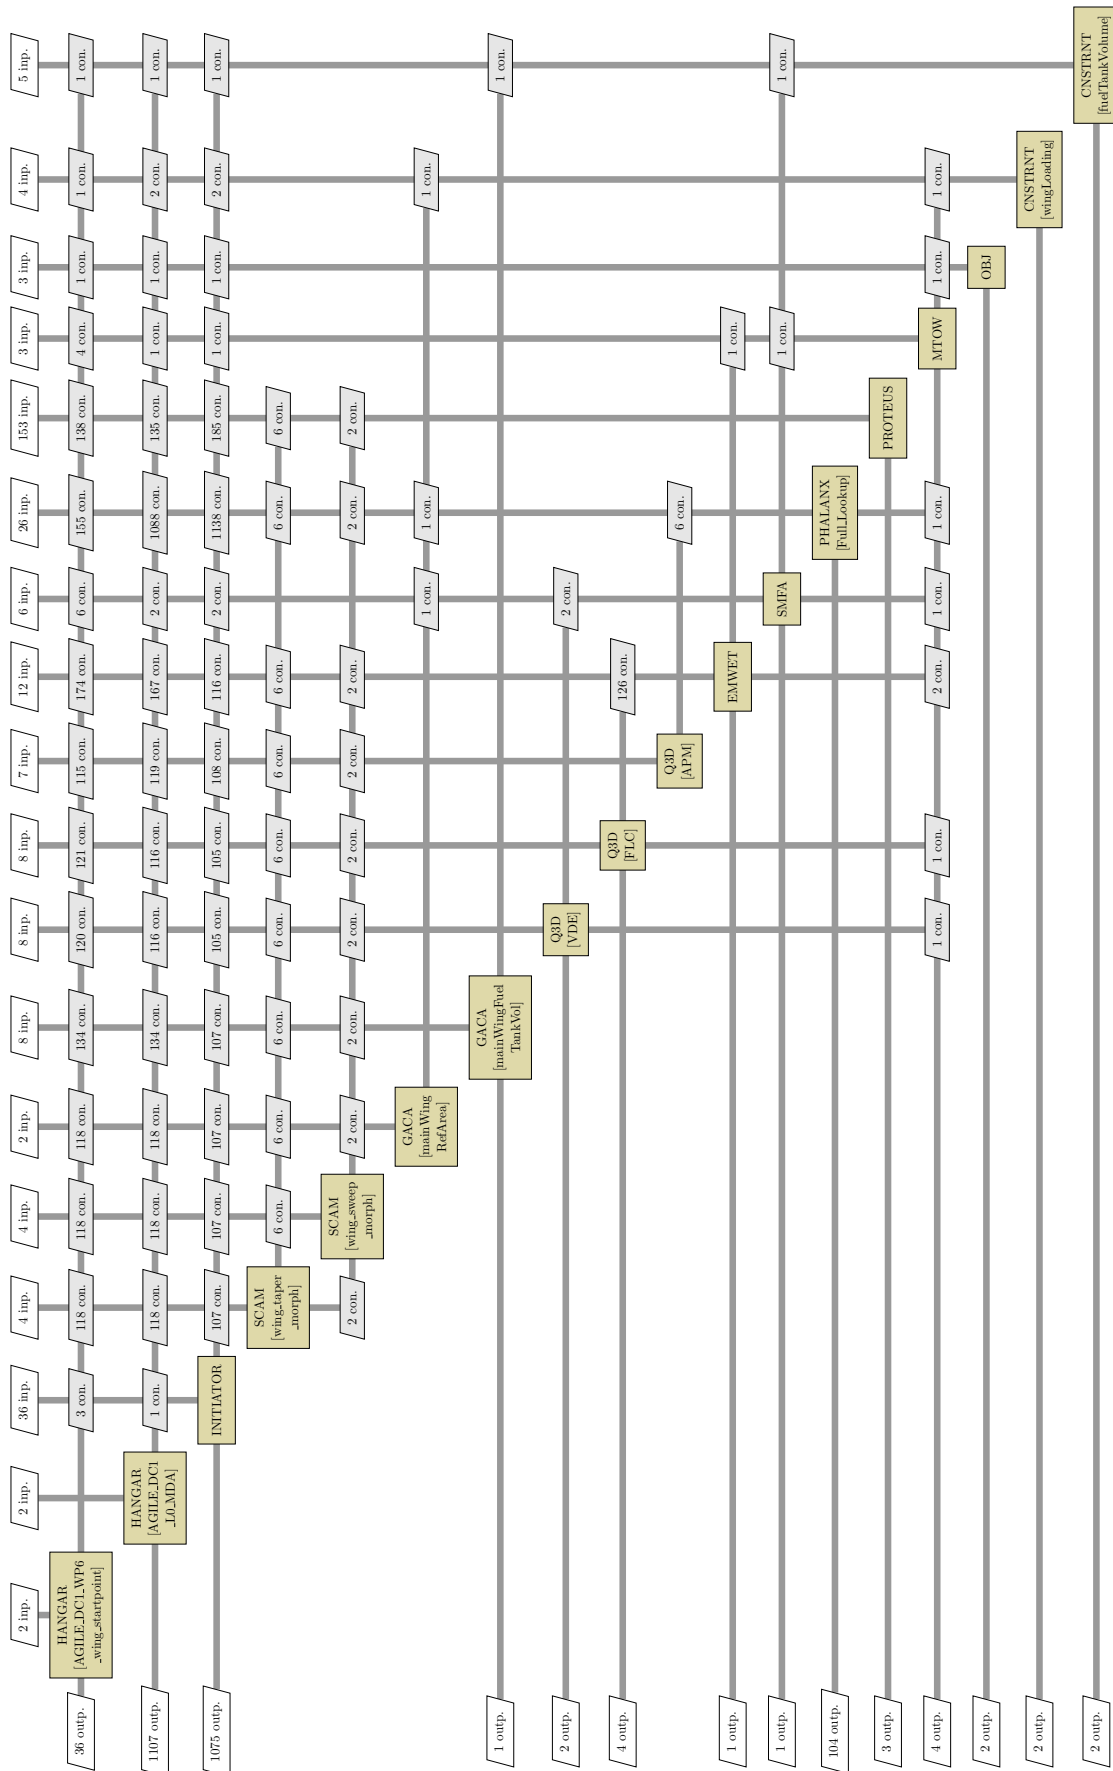 2 inp.
2 inp.
36 inp.
4 inp.
4 inp.
2 inp.
8 inp.
8 inp.
8 inp.
7 inp.
12 inp.
6 inp.
26 inp.
153 inp.
3 inp.
3 inp.
4 inp.
5 inp.
36 outp.
HANGAR
[AGILE_DC1_WP6
_wing_startpoint]
3 con.
118 con.
118 con.
118 con.
134 con.
120 con.
121 con.
115 con.
174 con.
6 con.
155 con.
138 con.
4 con.
1 con.
1 con.
1 con.
1107 outp.
HANGAR
[AGILE_DC1
_L0_MDA]
1 con.
118 con.
118 con.
118 con.
134 con.
116 con.
116 con.
119 con.
167 con.
2 con.
1088 con.
135 con.
1 con.
1 con.
2 con.
1 con.
1075 outp.
INITIATOR
107 con.
107 con.
107 con.
107 con.
105 con.
105 con.
108 con.
116 con.
2 con.
1138 con.
185 con.
1 con.
1 con.
2 con.
1 con.
SCAM
[wing_taper
_morph]
6 con.
6 con.
6 con.
6 con.
6 con.
6 con.
6 con.
6 con.
6 con.
2 con.
SCAM
[wing_sweep
_morph]
2 con.
2 con.
2 con.
2 con.
2 con.
2 con.
2 con.
2 con.
GACA
[mainWing
RefArea]
1 con.
1 con.
1 con.
1 outp.
GACA
[mainWingFuel
TankVol]
1 con.
2 outp.
Q3D
[VDE]
2 con.
4 outp.
Q3D
[FLC]
126 con.
Q3D
[APM]
6 con.
1 outp.
EMWET
1 con.
1 outp.
SMFA
1 con.
1 con.
104 outp.
PHALANX
[Full_Lookup]
3 outp.
PROTEUS
4 outp.
1 con.
1 con.
2 con.
1 con.
1 con.
MTOW
1 con.
1 con.
2 outp.
OBJ
2 outp.
CNSTRNT
[wingLoading]
2 outp.
CNSTRNT
[fuelTankVolume]